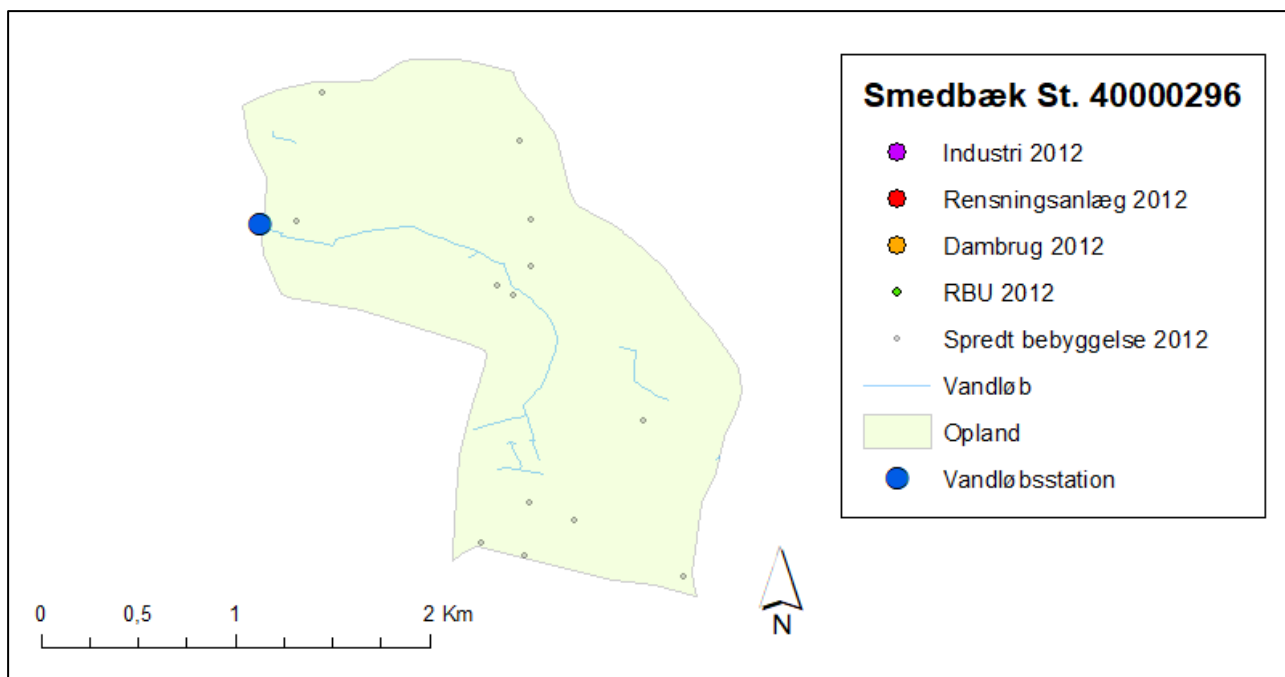 Smedbæk St. 40000296
Industri 2012
Rensningsanlæg 2012
Dambrug 2012
RBU 2012
Spredt bebyggelse 2012
Vandløb
Opland
Vandløbsstation
0 0,5 1 2 Km
N